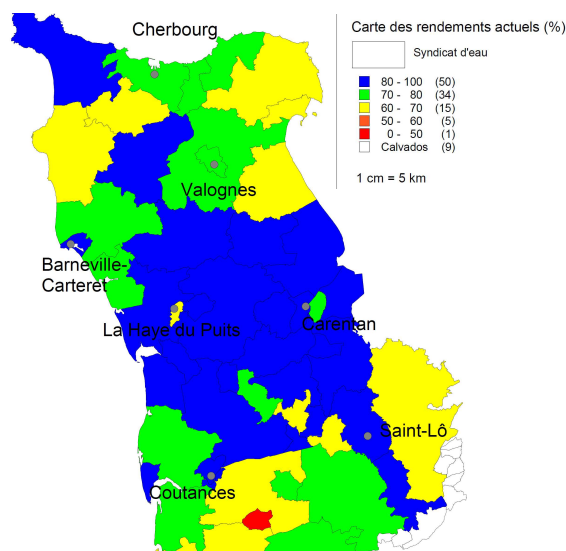 Cherbourg
Carte des rendements actuels (%)
Syndicat d'eau
80 - 100 (50)
70 - 80 (34)
60 - 70 (15)
50 - 60 (5)
0 - 50 (1)
Calvados (9)
1 cm = 5 km
Valognes
Barneville-
Carteret
La Haye du Puits
Carentan
Saint-Lô
Coutances